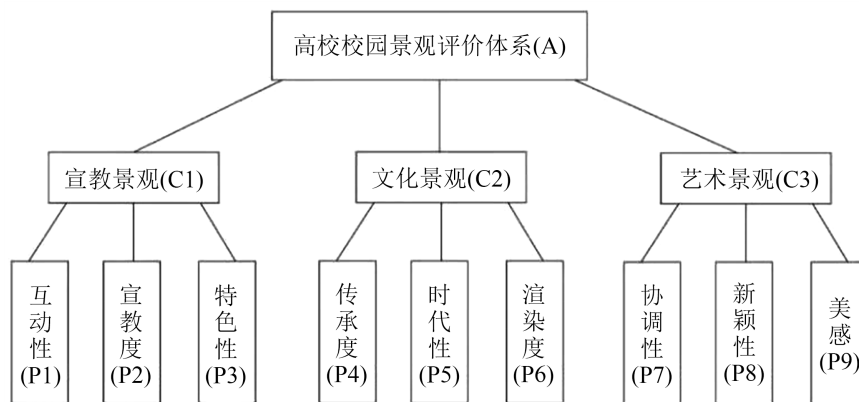 高校校园景观评价体系(A)
宣教景观(C1)
文化景观(C2)
艺术景观(C3)
互动性(P1)
宣教度(P2)
特色性(P3)
传承度(P4)
时代性(P5)
渲染度(P6)
协调性(P7)
新颖性(P8)
美感(P9)